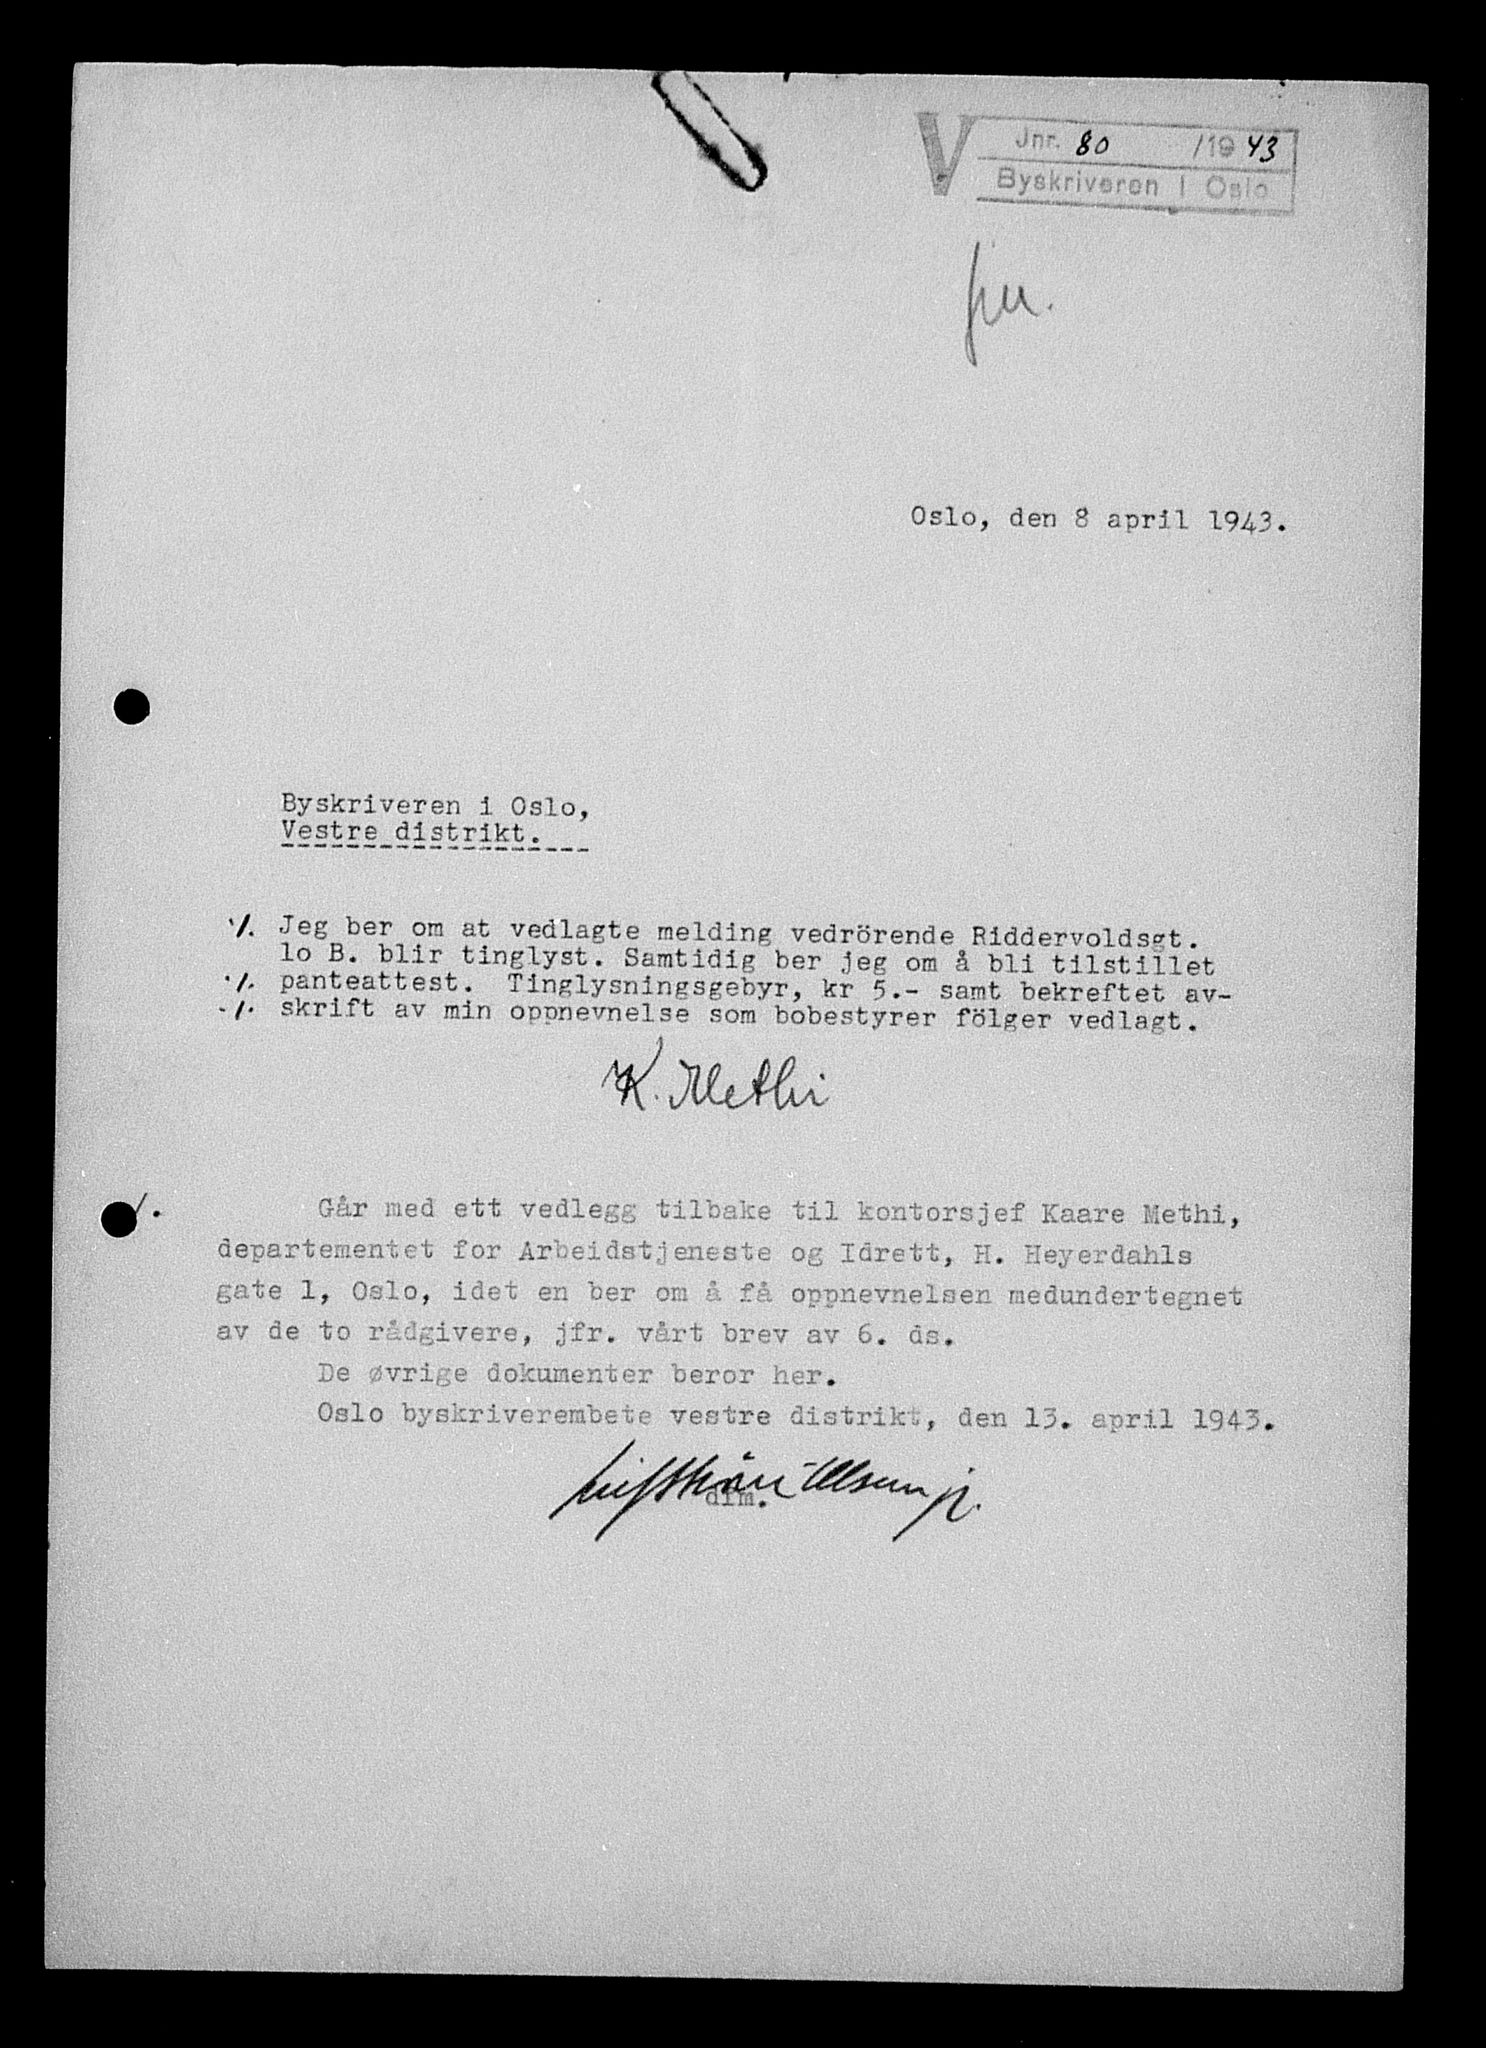 V Jnr. 80 /1943
Byskriveren i Oslo
Oslo, den 8 april 1943.
Byskriveren i Oslo,
Vestre distrikt.
·/. Jeg ber om at vedlagte melding vedrörende Riddervoldsgt.
lo B. blir tinglyst. Samtidig ber jeg om å bli tilstillet
·/. panteattest. Tinglysningsgebyr, kr 5.- samt bekreftet av-
·/. skrift av min oppnevnelse som bobestyrer fölger vedlagt.
K. Methi
/. Går med ett vedlegg tilbake til kontorsjef Kaare Methi,
departementet for Arbeidstjeneste og Idrett, H. Heyerdahls
gate 1, Oslo, idet en ber om å få oppnevnelsen medundertegnet
av de to rådgivere, jfr. vårt brev av 6. ds.
De øvrige dokumenter beror her.
Oslo byskriverembete vestre distrikt, den 13. april 1943.
Olsen jr.
dfm.